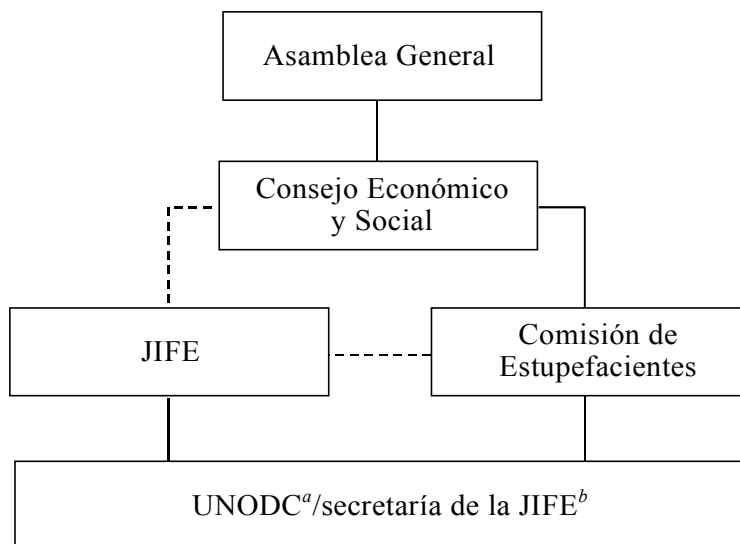 Asamblea General
Consejo Económico
y Social
JIFE
Comisión de
Estupefacientes
UNODCᵃ/secretaría de la JIFEᵇ